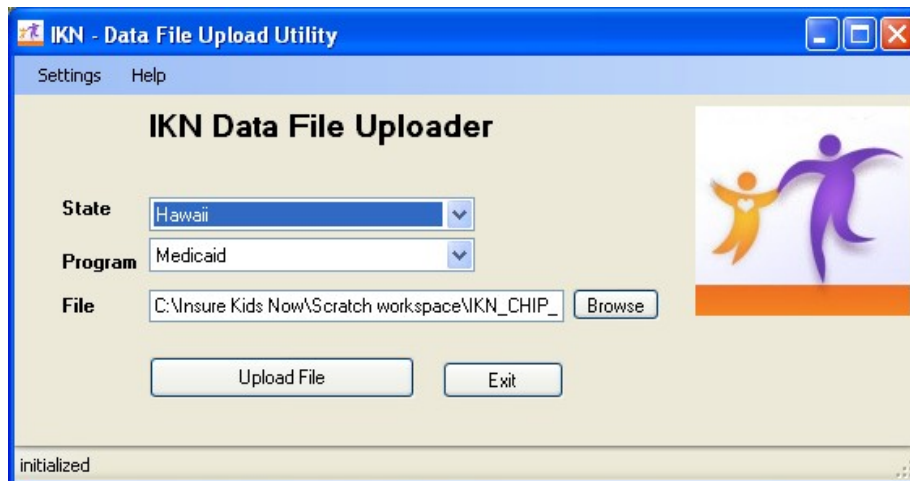 IKN - Data File Upload Utility
Settings Help
IKN Data File Uploader
State Hawaii
Program Medicaid
File C:\Insure Kids Now\Scratch workspace\IKN_CHIP_ Browse
Upload File Exit
initialized